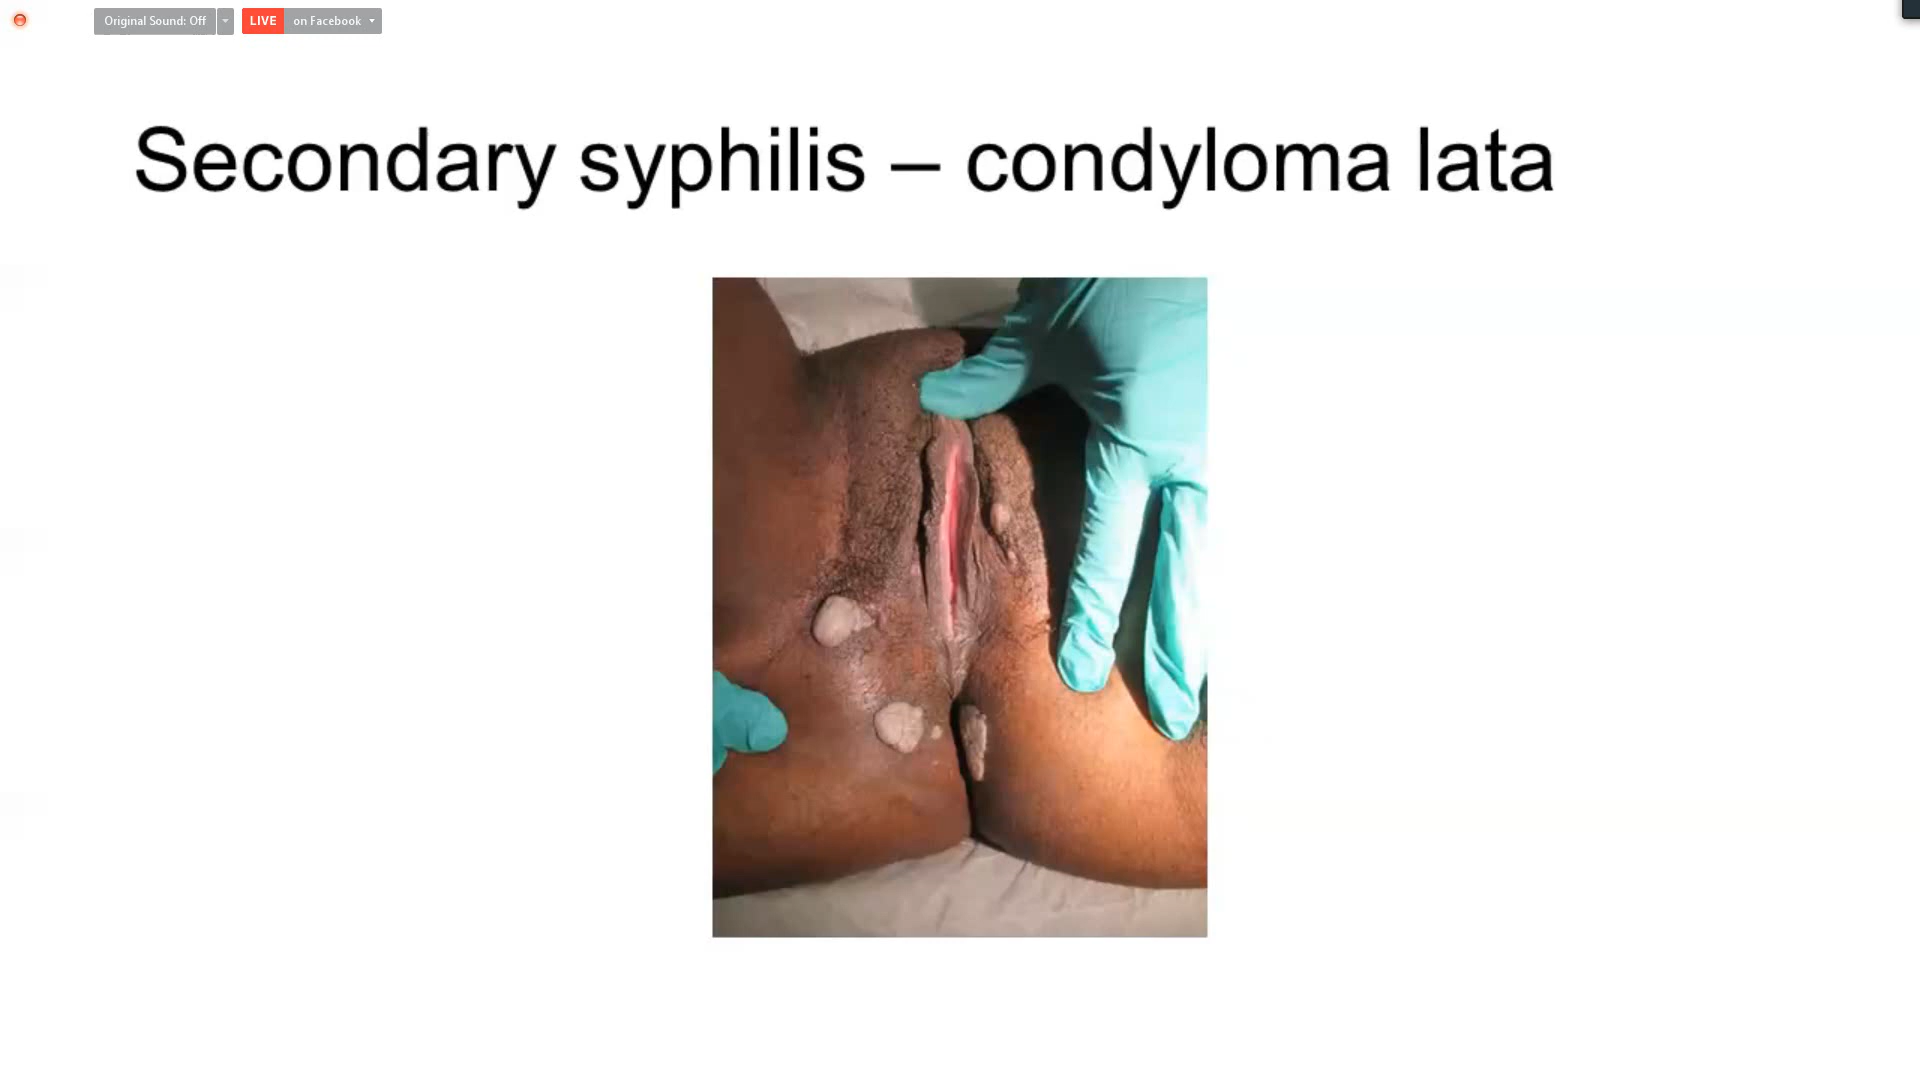 Original Sound: Off
LIVE on Facebook
Secondary syphilis – condyloma lata